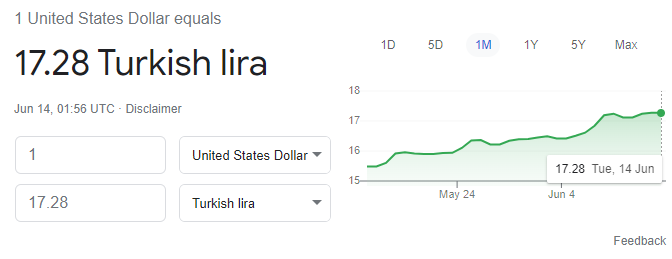 1 United States Dollar equals
17.28 Turkish lira
Jun 14, 01:56 UTC · Disclaimer
1
United States Dollar
17.28
Turkish lira
1D 5D 1M 1Y 5Y Max
18
17
16
15
17.28 Tue, 14 Jun
May 24 Jun 4
Feedback